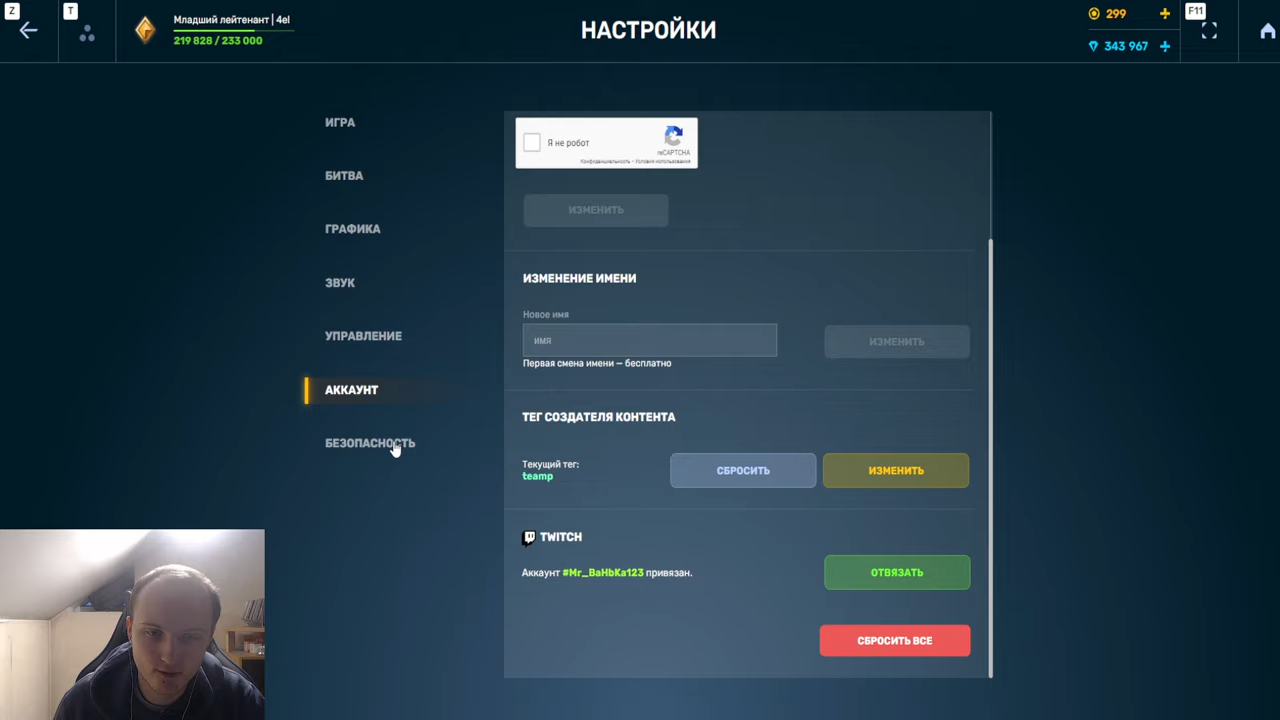 Z
T
Младший лейтенант | 4el
219 828 / 233 000
НАСТРОЙКИ
299
343 967
F11
ИГРА
БИТВА
ГРАФИКА
ЗВУК
УПРАВЛЕНИЕ
АККАУНТ
БЕЗОПАСНОСТЬ
Я не робот
reCAPTCHA
Конфиденциальность - Условия использования
ИЗМЕНИТЬ
ИЗМЕНЕНИЕ ИМЕНИ
Новое имя
имя
ИЗМЕНИТЬ
Первая смена имени — бесплатно
ТЕГ СОЗДАТЕЛЯ КОНТЕНТА
Текущий тег:
teamp
СБРОСИТЬ
ИЗМЕНИТЬ
TWITCH
Аккаунт #Mr_BaHbKa123 привязан.
ОТВЯЗАТЬ
СБРОСИТЬ ВСЕ